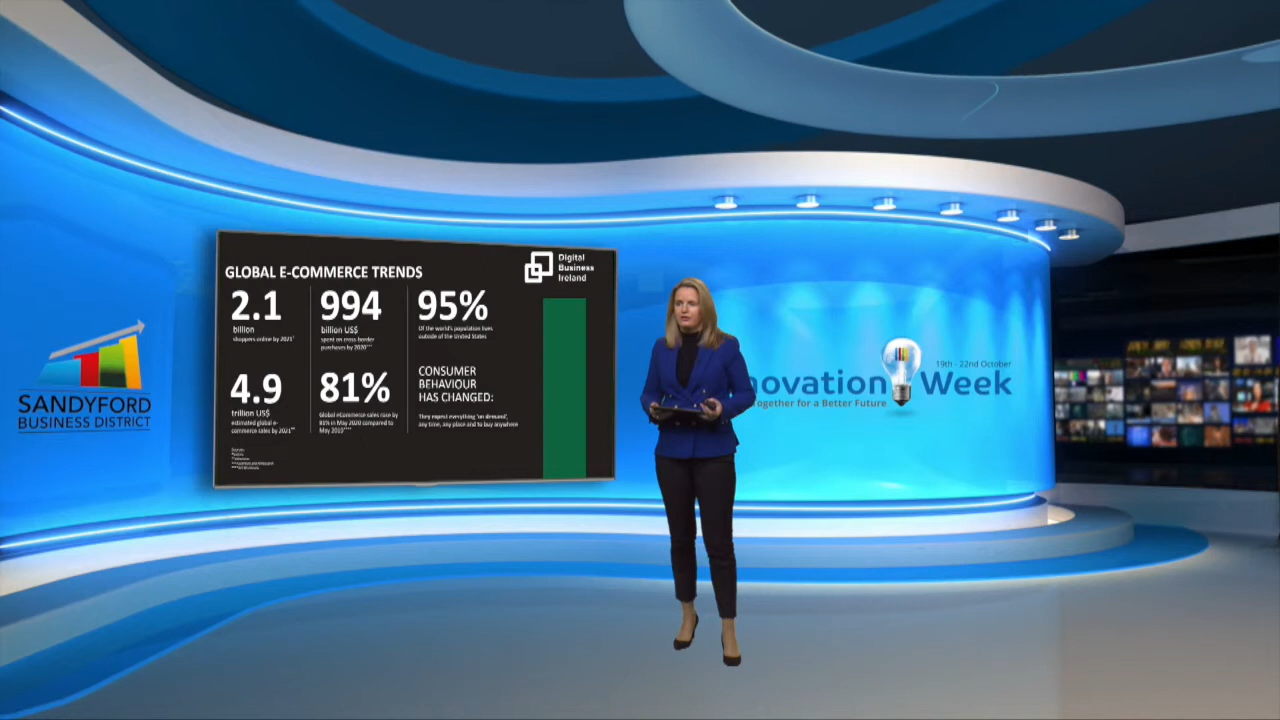 GLOBAL E-COMMERCE TRENDS
Digital
Business
Ireland
2.1
billion
shoppers online by 2021*
994
billion US$
spent on cross-border
purchases by 2020***
95%
Of the world's population lives
outside of the United States
4.9
trillion US$
estimated global e-
commerce sales by 2021**
81%
Global eCommerce sales rose by
81% in May 2020 compared to
May 2019****
CONSUMER
BEHAVIOUR
HAS CHANGED:
They expect everything 'on demand',
any time, any place and to buy anywhere
Sources:
SANDYFORD
BUSINESS DISTRICT
19th - 22nd October
novation Week
Together for a Better Future